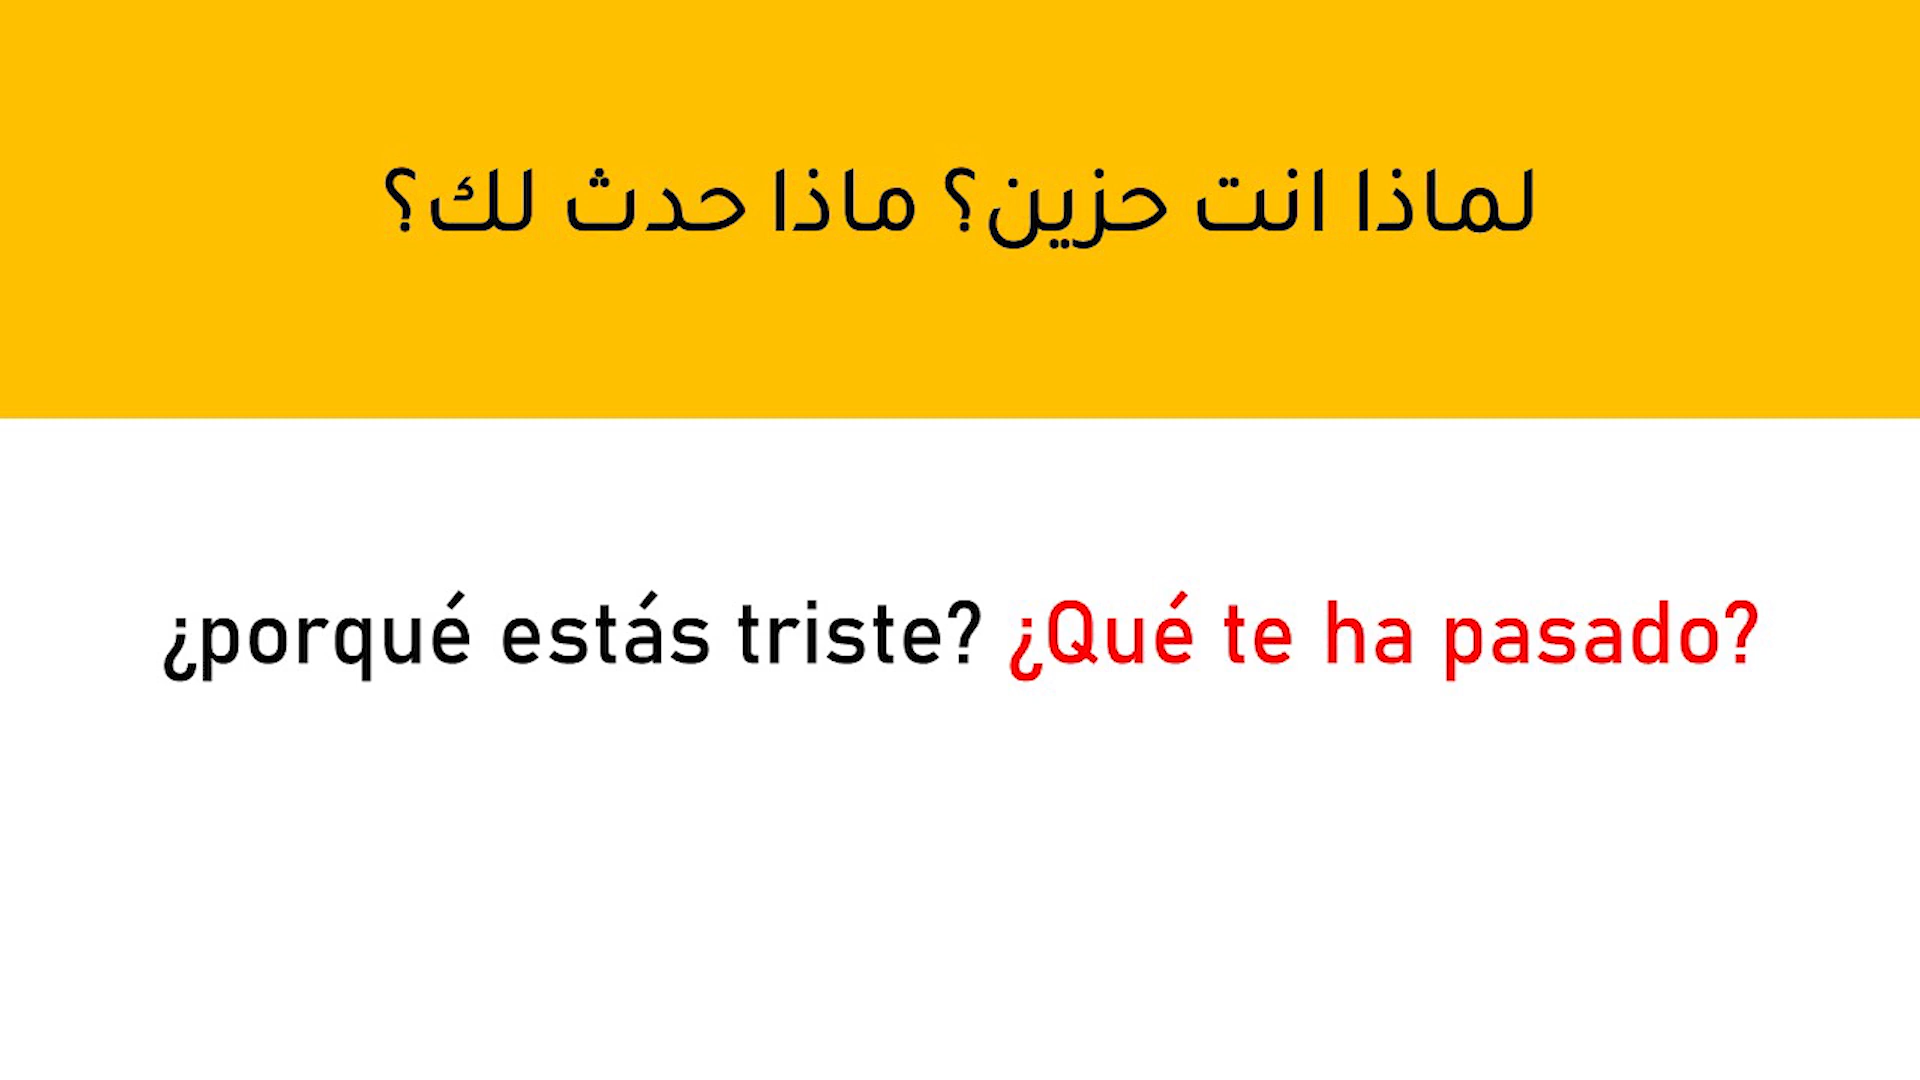 لماذا انت حزين؟ ماذا حدث لك؟
¿porqué estás triste? ¿Qué te ha pasado?